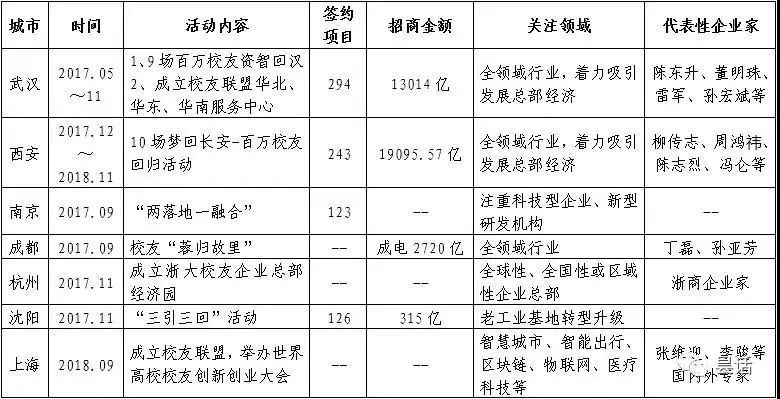 城市 时间 活动内容 签约项目 招商金额 关注领域 代表性企业家
武汉 2017.05～11 1、9场百万校友资智回汉
2、成立校友联盟华北、华东、华南服务中心 294 13014亿 全领域行业，着力吸引发展总部经济 陈东升、董明珠、雷军、孙宏斌等
西安 2017.12～2018.11 10场梦回长安-百万校友回归活动 243 19095.57亿 全领域行业，着力吸引发展总部经济 柳传志、周鸿祎、陈志烈、冯仑等
南京 2017.09 “两落地一融合” 123 -- 注重科技型企业、新型研发机构 --
成都 2017.09 校友“蓉归故里” -- 成电2720亿 全领域行业 丁磊、孙亚芳
杭州 2017.11 成立浙大校友企业总部经济园 -- -- 全球性、全国性或区域性企业总部 浙商企业家
沈阳 2017.11 “三引三回”活动 126 315亿 老工业基地转型升级 --
上海 2018.09 成立校友联盟，举办世界高校校友创新创业大会 -- -- 智慧城市、智能出行、区块链、物联网、医疗科技等 张维迎、李骏等国内外专家
昙话